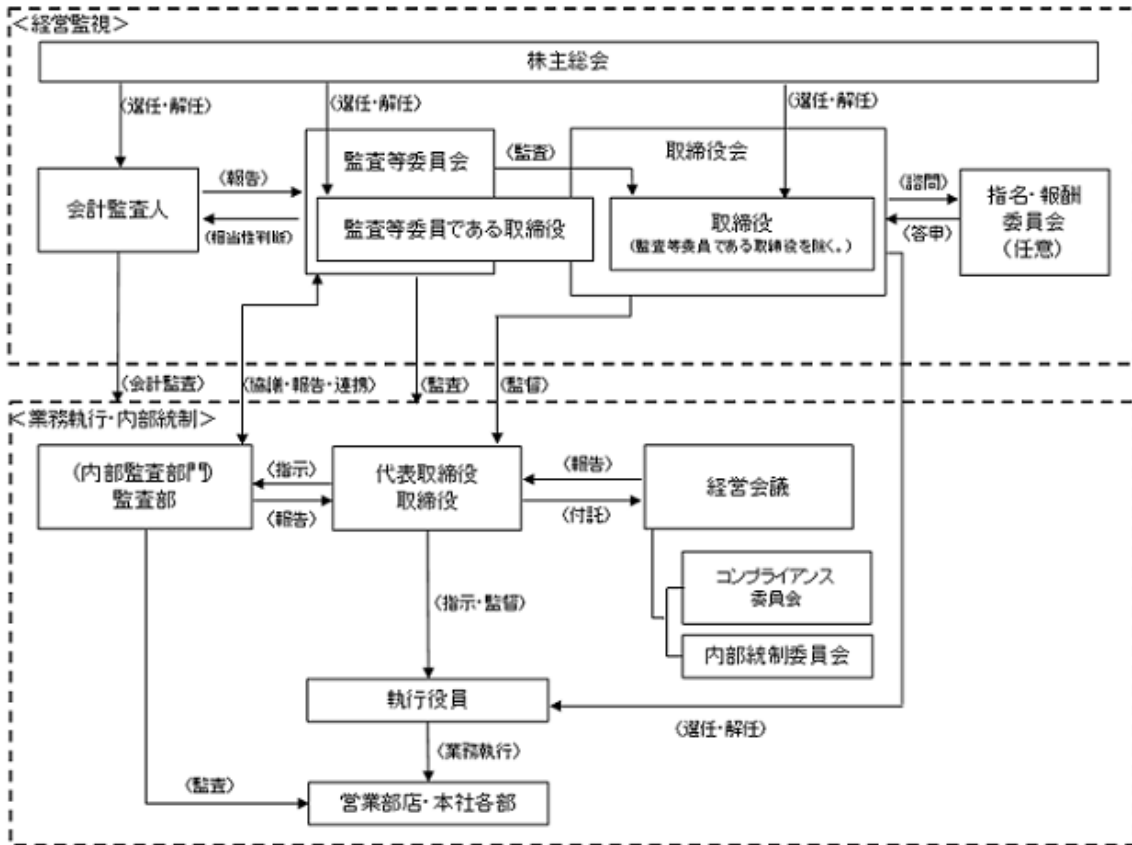 <経営監視>
株主総会
〈選任・解任〉
〈選任・解任〉
〈選任・解任〉
監査等委員会
〈監査〉
取締役会
会計監査人
〈報告〉
〈相当性判断〉
監査等委員である取締役
取締役
(監査等委員である取締役を除く。)
〈諮問〉
〈答申〉
指名・報酬
委員会
(任意)
〈会計監査〉
〈協議・報告・連携〉
〈監査〉
〈監督〉
<業務執行・内部統制>
(内部監査部門)
監査部
〈指示〉
〈報告〉
代表取締役
取締役
〈報告〉
〈付託〉
経営会議
コンプライアンス
委員会
内部統制委員会
〈指示・監督〉
執行役員
〈選任・解任〉
〈業務執行〉
〈監査〉
営業部店・本社各部